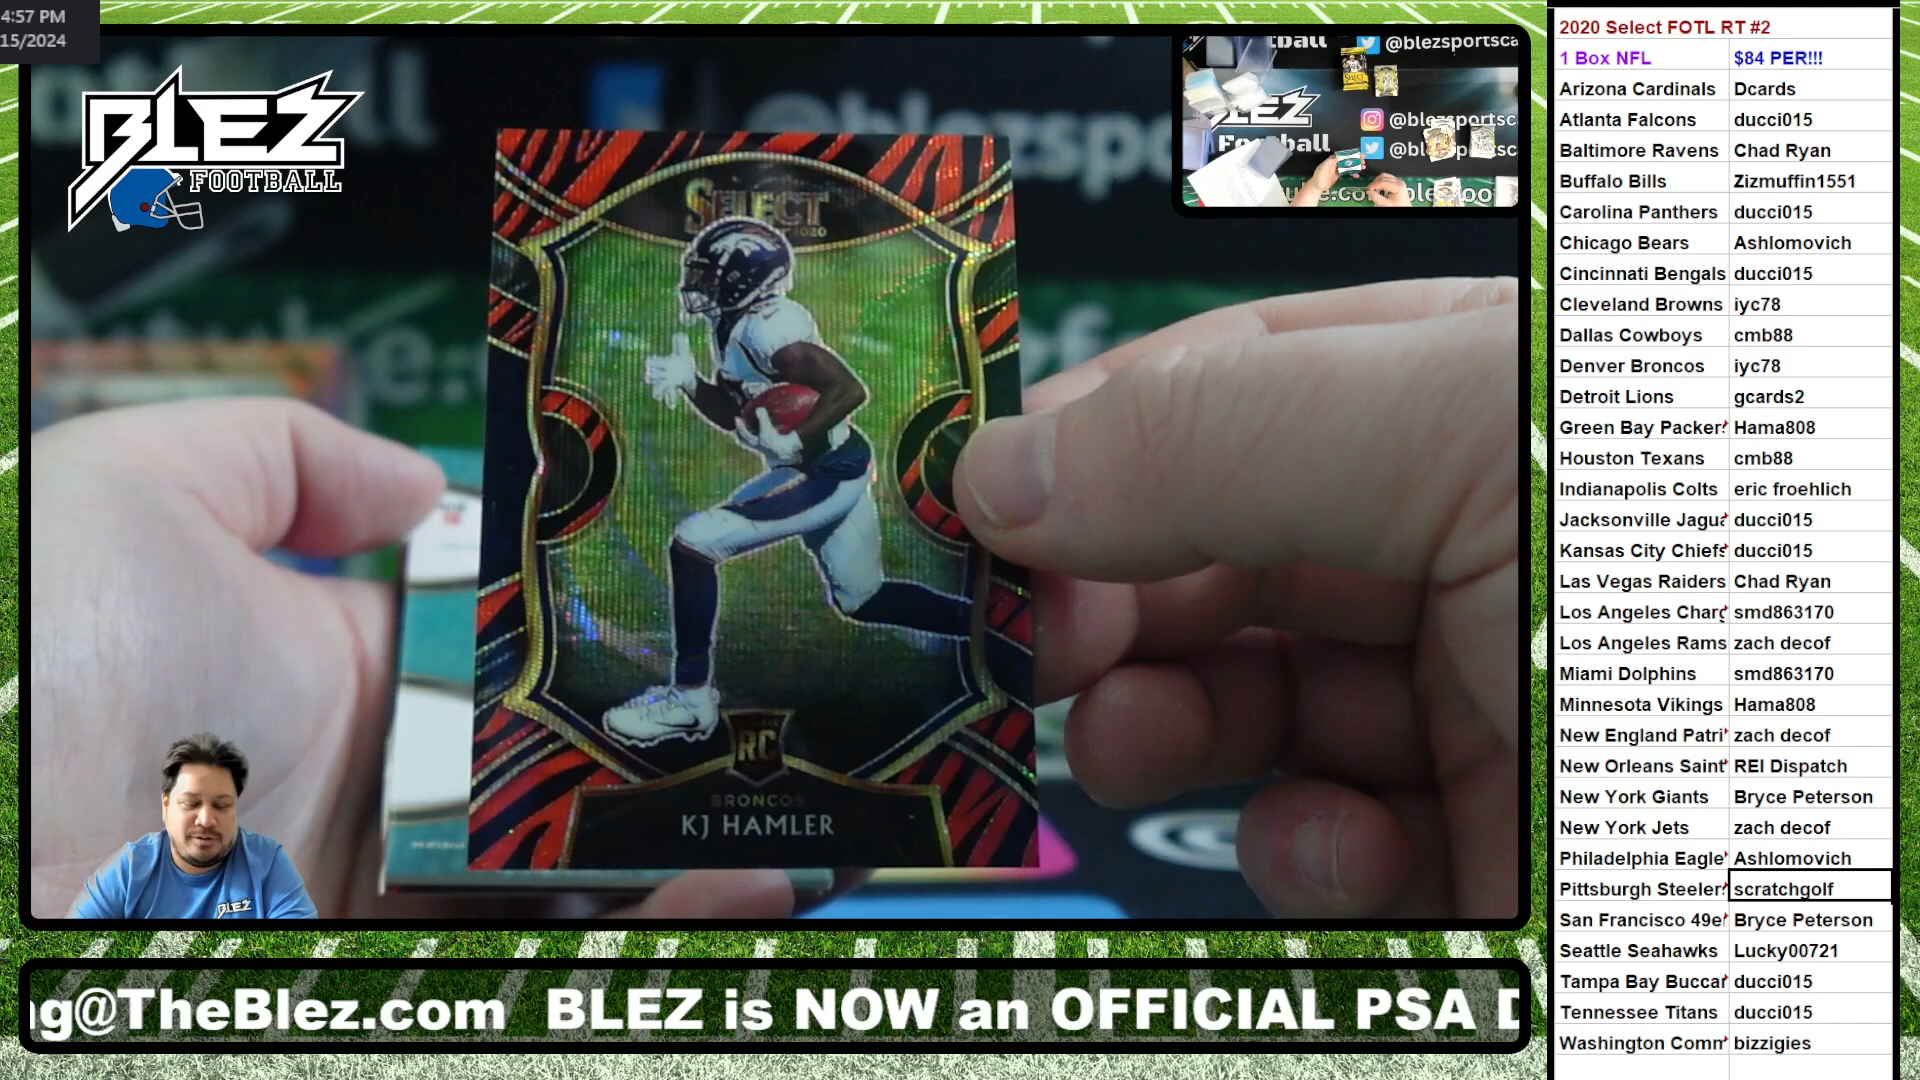 4:57 PM
15/2024
BLEZ
FOOTBALL
SELECT
2020
RC
BRONCOS
KJ HAMLER
@blezsportsca
BLEZ
Football
@blezsportsc
ng@TheBlez.com BLEZ is NOW an OFFICIAL PSA D
2020 Select FOTL RT #2
1 Box NFL $84 PER!!!
Arizona Cardinals Dcards
Atlanta Falcons ducci015
Baltimore Ravens Chad Ryan
Buffalo Bills Zizmuffin1551
Carolina Panthers ducci015
Chicago Bears Ashlomovich
Cincinnati Bengals ducci015
Cleveland Browns iyc78
Dallas Cowboys cmb88
Denver Broncos iyc78
Detroit Lions gcards2
Green Bay Packer Hama808
Houston Texans cmb88
Indianapolis Colts eric froehlich
Jacksonville Jagua ducci015
Kansas City Chiefs ducci015
Las Vegas Raiders Chad Ryan
Los Angeles Charg smd863170
Los Angeles Rams zach decof
Miami Dolphins smd863170
Minnesota Vikings Hama808
New England Patri zach decof
New Orleans Saint REI Dispatch
New York Giants Bryce Peterson
New York Jets zach decof
Philadelphia Eagle Ashlomovich
Pittsburgh Steeler scratchgolf
San Francisco 49e Bryce Peterson
Seattle Seahawks Lucky00721
Tampa Bay Buccar ducci015
Tennessee Titans ducci015
Washington Comm bizzigies